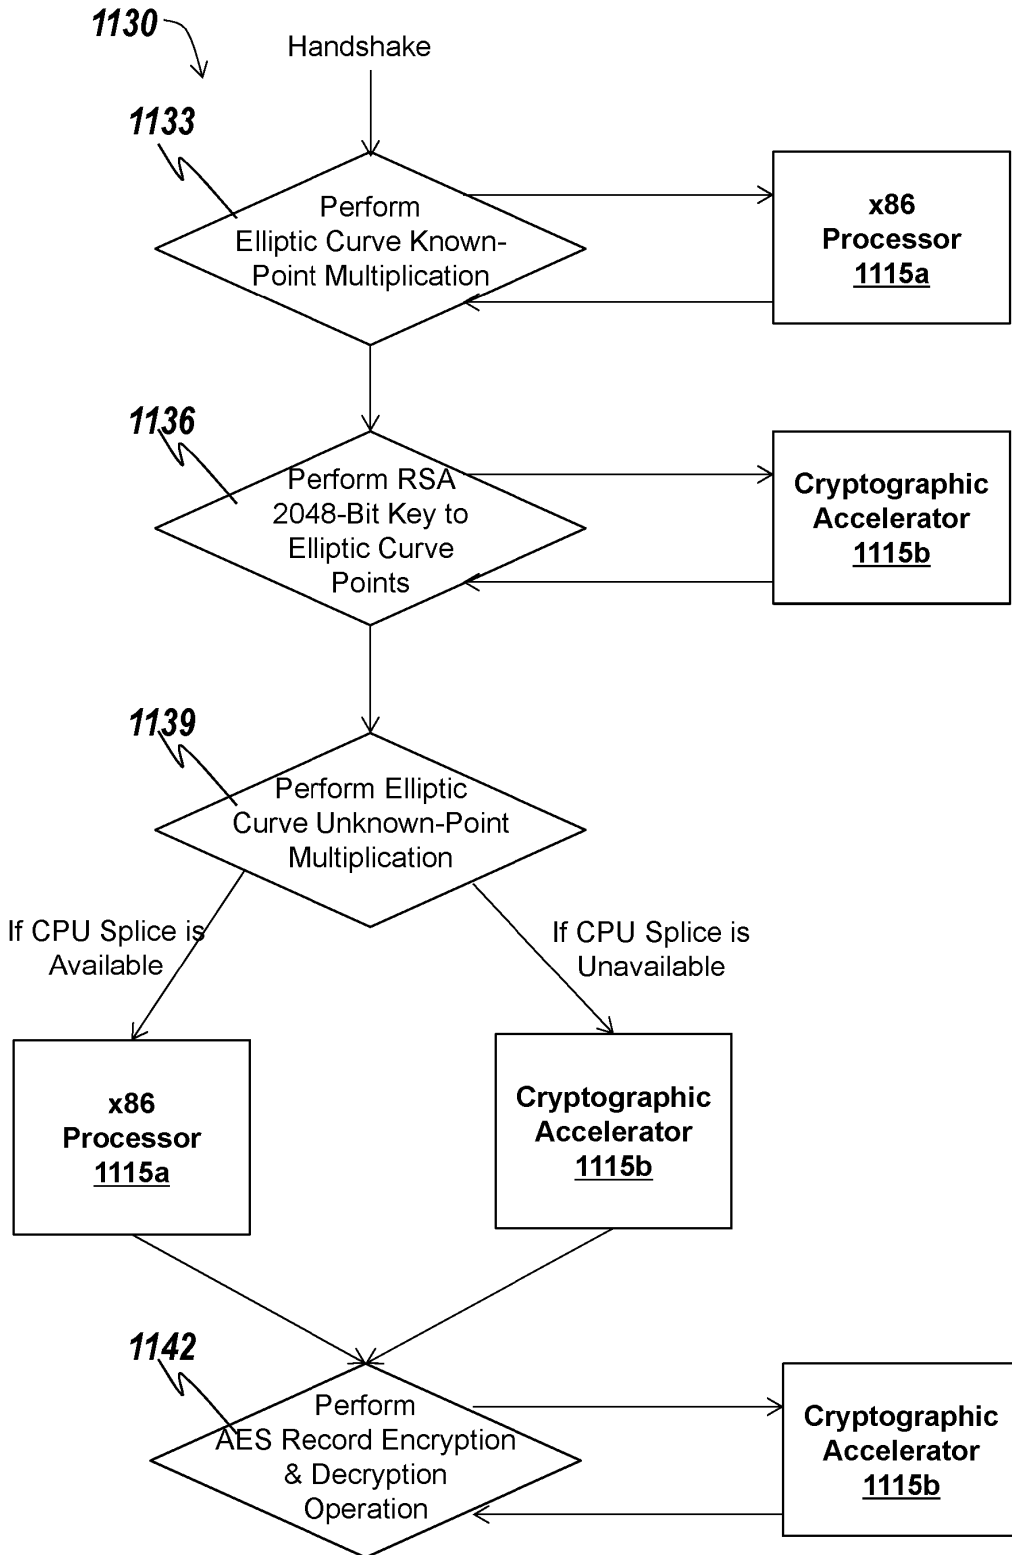 1130
Handshake
1133
Perform
Elliptic Curve Known-
Point Multiplication
x86
Processor
1115a
1136
Perform RSA
2048-Bit Key to
Elliptic Curve
Points
Cryptographic
Accelerator
1115b
1139
Perform Elliptic
Curve Unknown-Point
Multiplication
If CPU Splice is
Available
If CPU Splice is
Unavailable
x86
Processor
1115a
Cryptographic
Accelerator
1115b
1142
Perform
AES Record Encryption
& Decryption
Operation
Cryptographic
Accelerator
1115b